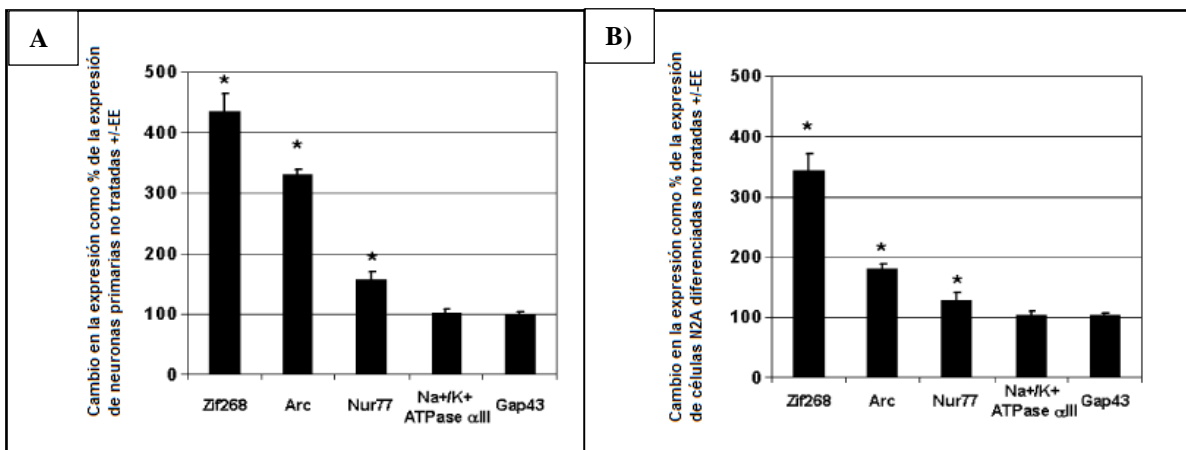 A
Cambio en la expresión como % de la expresión
de neuronas primarias no tratadas +/-EE
500
400
300
200
100
0
*
*
*
Zif268
Arc
Nur77
Na+/K+
ATPase αIII
Gap43
B)
Cambio en la expresión como % de la expresión
de células N2A diferenciadas no tratadas +/-EE
500
400
300
200
100
0
*
*
*
Zif268
Arc
Nur77
Na+/K+
ATPase αIII
Gap43